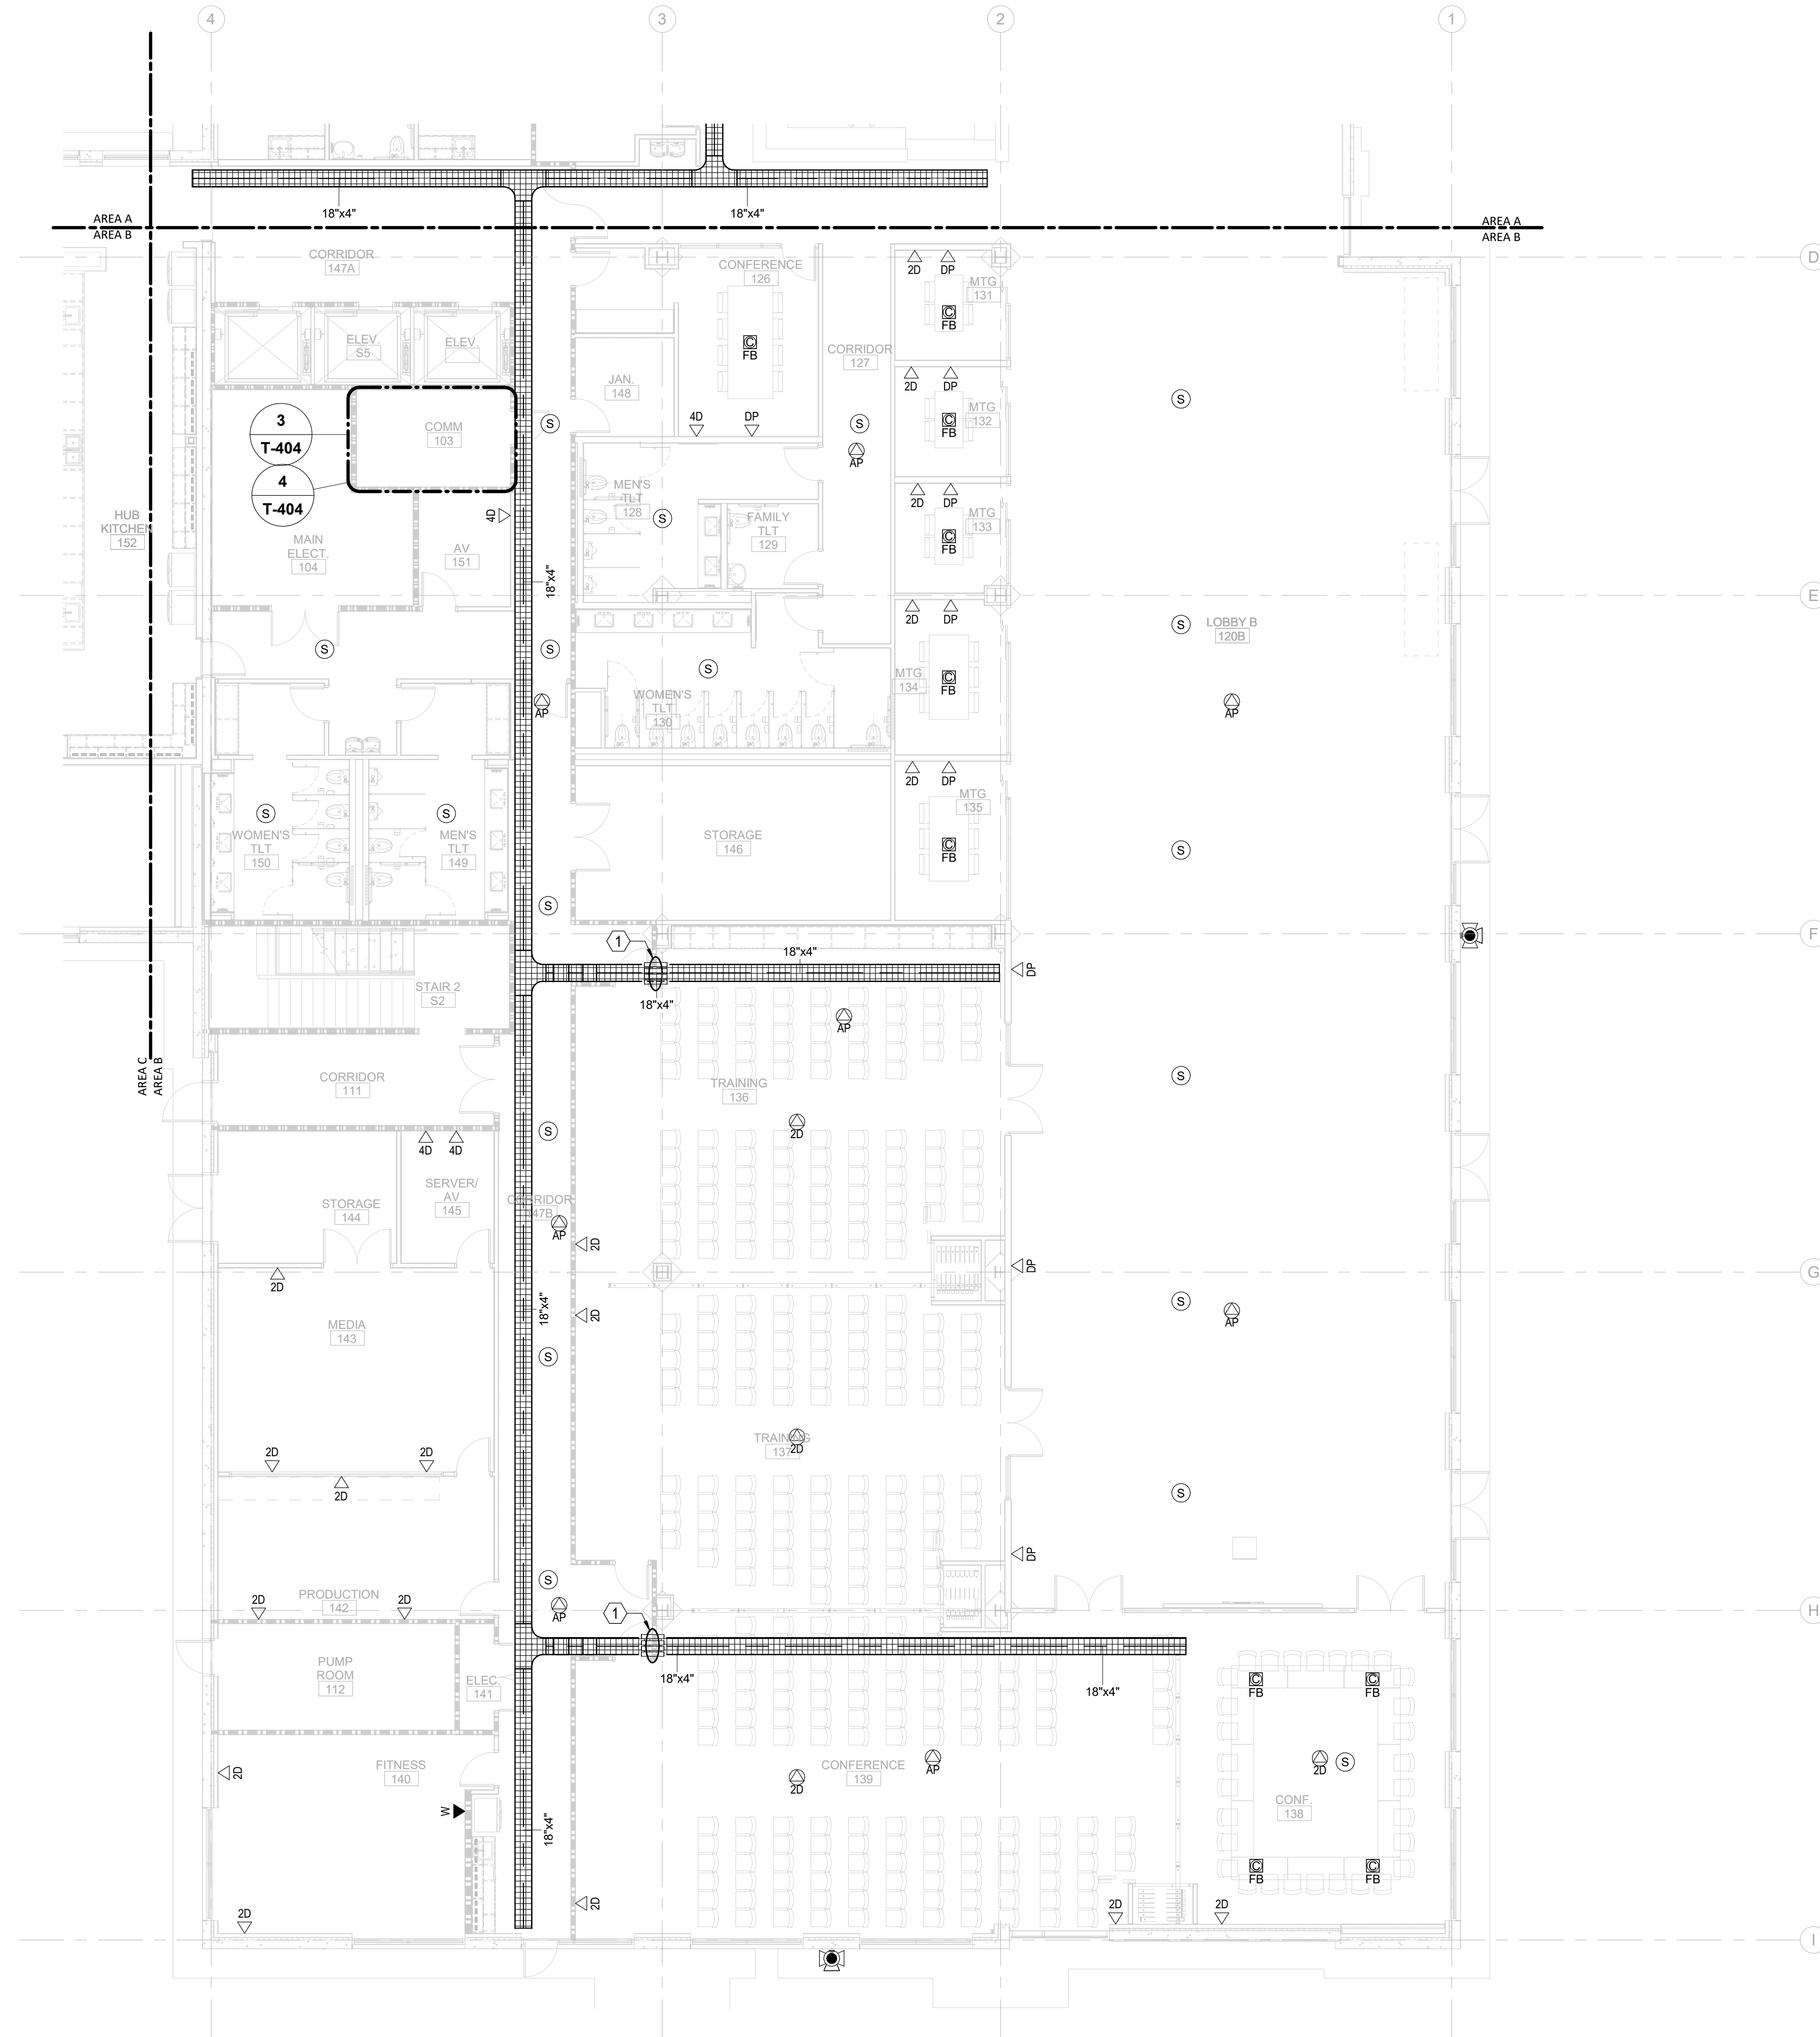 4
3
2
1
18"x4"
18"x4"
AREA A
AREA B
AREA A
AREA B
D
CORRIDOR
147A
CONFERENCE
126
2D
DP
MTG
131
C
FB
ELEV.
S5
ELEV.
C
FB
CORRIDOR
127
JAN.
148
2D
DP
MTG
132
C
FB
S
3
T-404
COMM
103
S
4D
DP
S
AP
4
T-404
MEN'S
TLT
128
2D
DP
MTG
133
C
FB
HUB
KITCHEN
152
4D
S
FAMILY
TLT
129
MAIN
ELECT.
104
AV
151
18"x4"
E
2D
DP
S
LOBBY B
120B
S
S
S
MTG
134
C
FB
WOMEN'S
TLT
130
AP
AP
2D
DP
MTG
135
C
FB
S
WOMEN'S
TLT
150
S
MEN'S
TLT
149
STORAGE
146
S
S
F
1
18"x4"
DP
STAIR 2
S2
18"x4"
AP
AREA C
AREA B
CORRIDOR
111
TRAINING
136
S
4D
4D
S
2D
SERVER/
AV
145
STORAGE
144
CORRIDOR
147B
AP
2D
DP
G
2D
18"x4"
2D
S
AP
MEDIA
143
S
2D
2D
2D
TRAINING
137
2D
S
S
DP
PRODUCTION
142
2D
2D
AP
1
H
PUMP
ROOM
112
ELEC.
141
18"x4"
18"x4"
C
FB
C
FB
2D
FITNESS
140
2D
CONFERENCE
139
AP
2D
S
CONF.
138
W
18"x4"
C
FB
C
FB
2D
2D
2D
2D
I